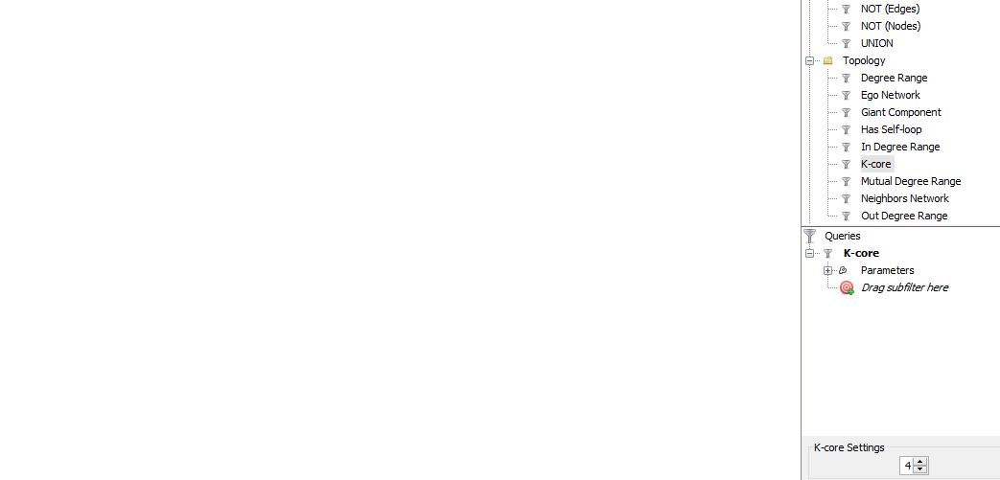 NOT (Edges)
NOT (Nodes)
UNION
Topology
Degree Range
Ego Network
Giant Component
Has Self-loop
In Degree Range
K-core
Mutual Degree Range
Neighbors Network
Out Degree Range
Queries
K-core
Parameters
Drag subfilter here
K-core Settings
4